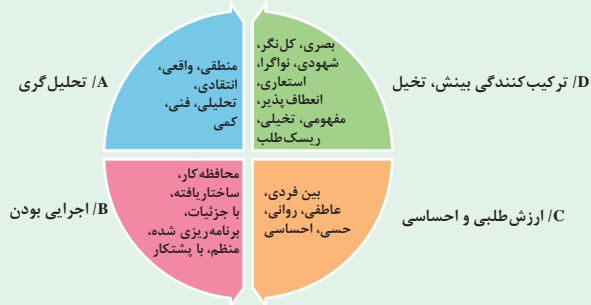 A/ تحلیل‌گری
منطقی، واقعی،
انتقادی،
تحلیلی، فنی،
کمی
بصری، کل‌نگر،
شهودی، نواگرا،
استعاری،
انعطاف‌پذیر،
مفهومی، تخیلی،
ریسک‌طلب
D/ ترکیب‌کنندگی بینش، تخیل
B/ اجرایی بودن
محافظه‌کار،
ساختاریافته،
با جزئیات،
برنامه‌ریزی شده،
منظم، با پشتکار
بین فردی،
عاطفی، روانی،
حسی، احساسی
C/ ارزش‌طلبی و احساسی